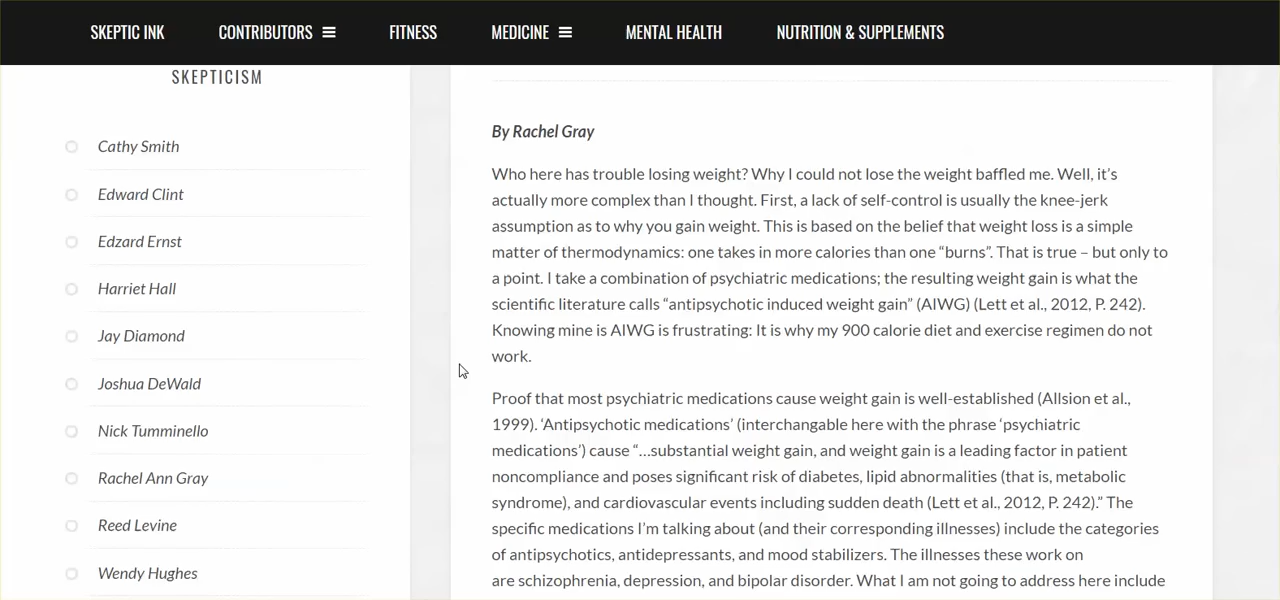 SKEPTIC INK CONTRIBUTORS FITNESS MEDICINE MENTAL HEALTH NUTRITION & SUPPLEMENTS
SKEPTICISM
Cathy Smith
Edward Clint
Edzard Ernst
Harriet Hall
Jay Diamond
Joshua DeWald
Nick Tumminello
Rachel Ann Gray
Reed Levine
Wendy Hughes
By Rachel Gray
Who here has trouble losing weight? Why I could not lose the weight baffled me. Well, it’s
actually more complex than I thought. First, a lack of self-control is usually the knee-jerk
assumption as to why you gain weight. This is based on the belief that weight loss is a simple
matter of thermodynamics: one takes in more calories than one “burns”. That is true – but only to
a point. I take a combination of psychiatric medications; the resulting weight gain is what the
scientific literature calls “antipsychotic induced weight gain” (AIWG) (Lett et al., 2012, P. 242).
Knowing mine is AIWG is frustrating: It is why my 900 calorie diet and exercise regimen do not
work.
Proof that most psychiatric medications cause weight gain is well-established (Allsion et al.,
1999). ‘Antipsychotic medications’ (interchangable here with the phrase ‘psychiatric
medications’) cause “…substantial weight gain, and weight gain is a leading factor in patient
noncompliance and poses significant risk of diabetes, lipid abnormalities (that is, metabolic
syndrome), and cardiovascular events including sudden death (Lett et al., 2012, P. 242).” The
specific medications I’m talking about (and their corresponding illnesses) include the categories
of antipsychotics, antidepressants, and mood stabilizers. The illnesses these work on
are schizophrenia, depression, and bipolar disorder. What I am not going to address here include